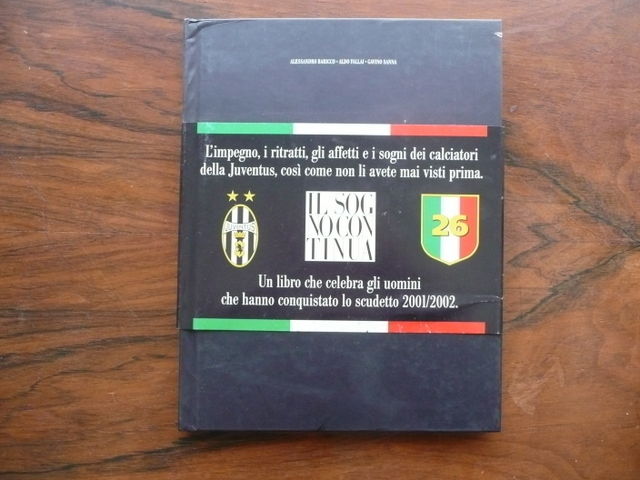 ALESSANDRO BARICCO • ALDO FALLAI • GAVINO SANNA
L'impegno, i ritratti, gli affetti e i sogni dei calciatori
della Juventus, così come non li avete mai visti prima.
JUVENTUS
IL SOG
NO CON
TINUA
26
Un libro che celebra gli uomini
che hanno conquistato lo scudetto 2001/2002.